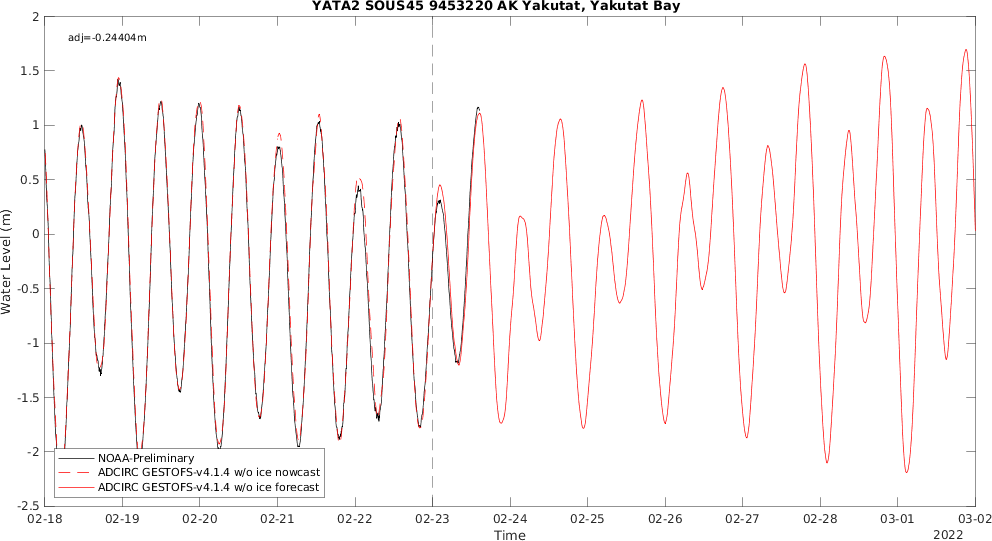 YATA2 SOUS45 9453220 AK Yakutat, Yakutat Bay
adj=-0.24404m
2
1.5
1
0.5
0
-0.5
-1
-1.5
-2
-2.5
Water Level (m)
NOAA-Preliminary
ADCIRC GESTOFS-v4.1.4 w/o ice nowcast
ADCIRC GESTOFS-v4.1.4 w/o ice forecast
02-18 02-19 02-20 02-21 02-22 02-23 02-24 02-25 02-26 02-27 02-28 03-01 03-02
Time
2022